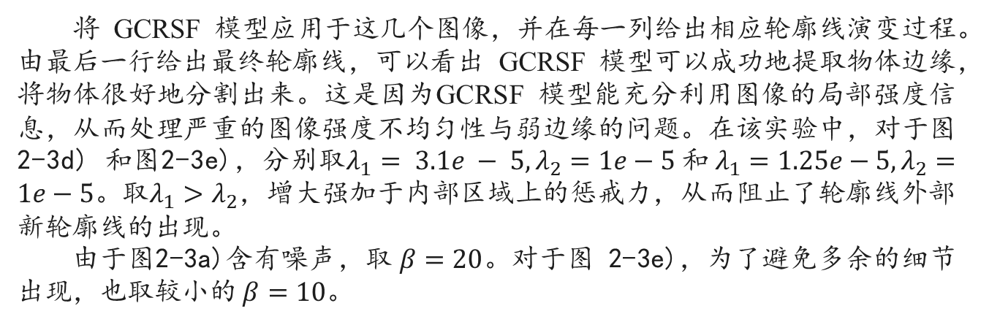 将 GCRSF 模型应用于这几个图像，并在每一列给出相应轮廓线演变过程。
由最后一行给出最终轮廓线，可以看出 GCRSF 模型可以成功地提取物体边缘，
将物体很好地分割出来。这是因为GCRSF 模型能充分利用图像的局部强度信
息，从而处理严重的图像强度不均匀性与弱边缘的问题。在该实验中，对于图
2-3d) 和图2-3e)，分别取λ₁ = 3.1e − 5, λ₂ = 1e − 5 和 λ₁ = 1.25e − 5, λ₂ =
1e − 5。取λ₁ > λ₂，增大强加于内部区域上的惩戒力，从而阻止了轮廓线外部
新轮廓线的出现。
由于图2-3a)含有噪声，取 β = 20。对于图 2-3e)，为了避免多余的细节
出现，也取较小的 β = 10。